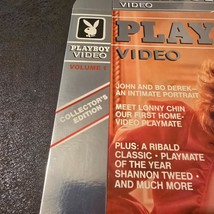 VIDEO
PLAYBOY
VIDEO
VOLUME 1
COLLECTOR'S
EDITION
PLAY
VIDEO
JOHN AND BO DEREK—
AN INTIMATE PORTRAIT
MEET LONNY CHIN
OUR FIRST HOME-
VIDEO PLAYMATE
PLUS: A RIBALD
CLASSIC • PLAYMATE
OF THE YEAR
SHANNON TWEED •
AND MUCH MORE